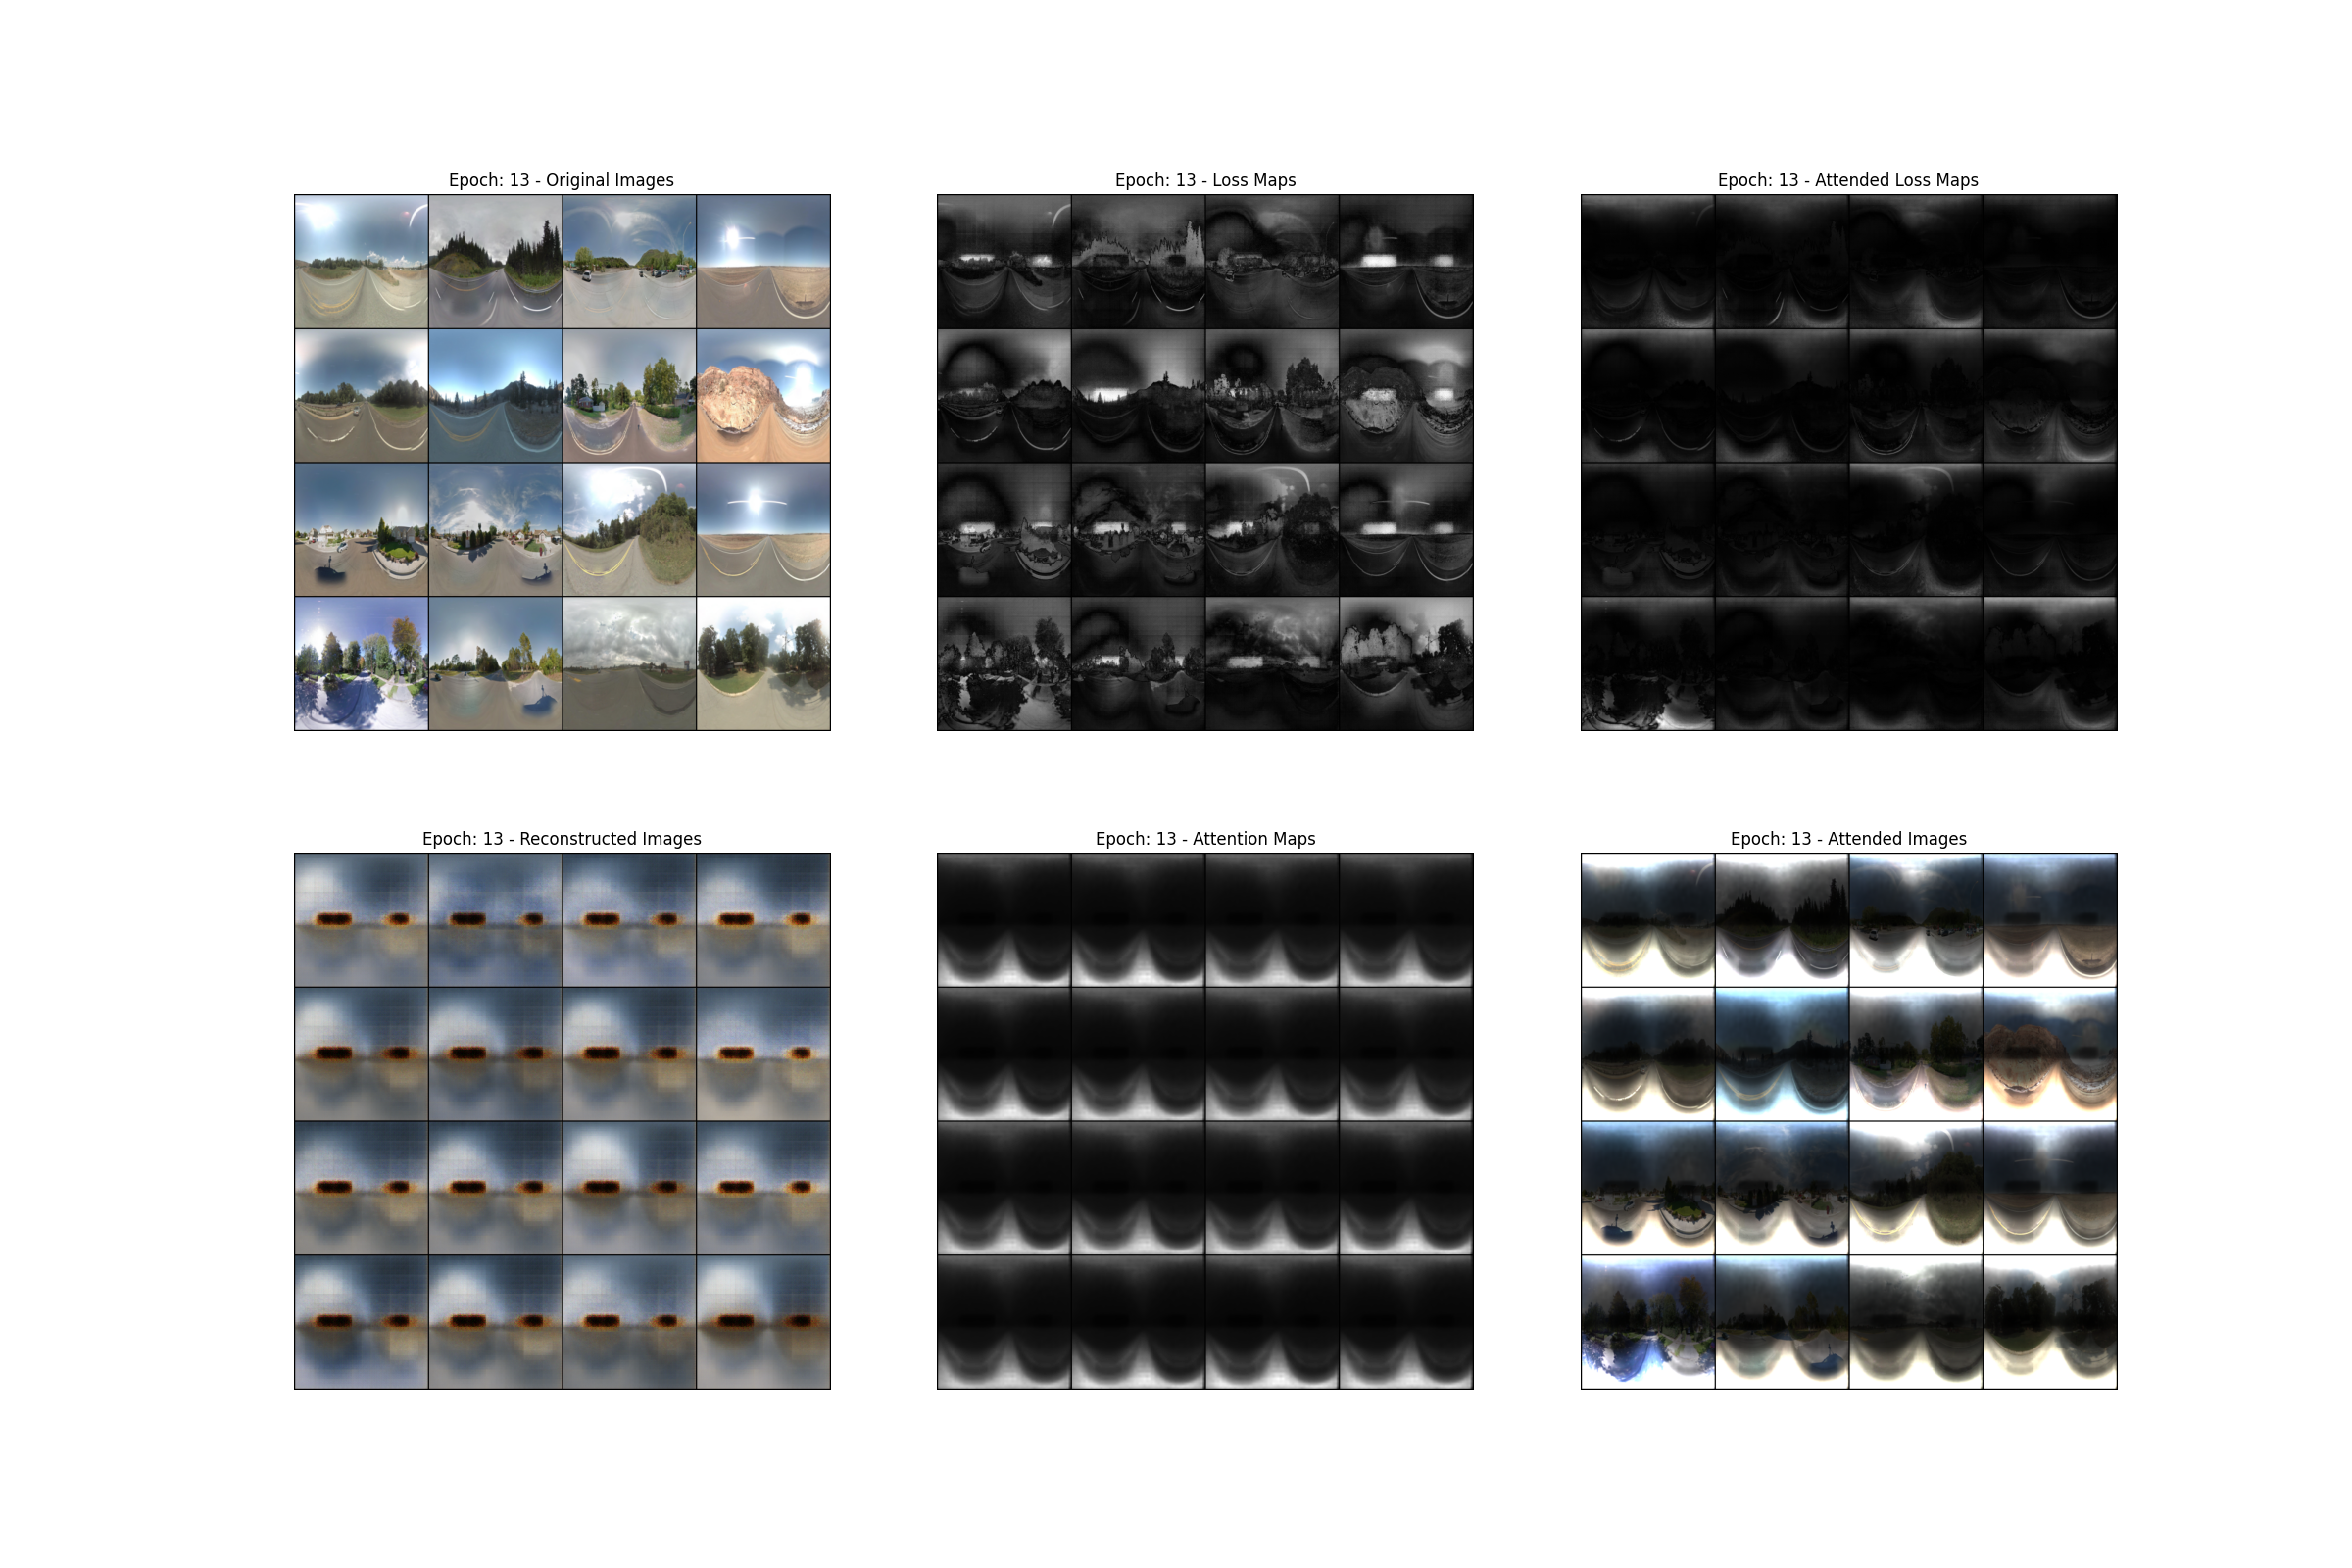 Epoch: 13 - Original Images
Epoch: 13 - Loss Maps
Epoch: 13 - Attended Loss Maps
Epoch: 13 - Reconstructed Images
Epoch: 13 - Attention Maps
Epoch: 13 - Attended Images